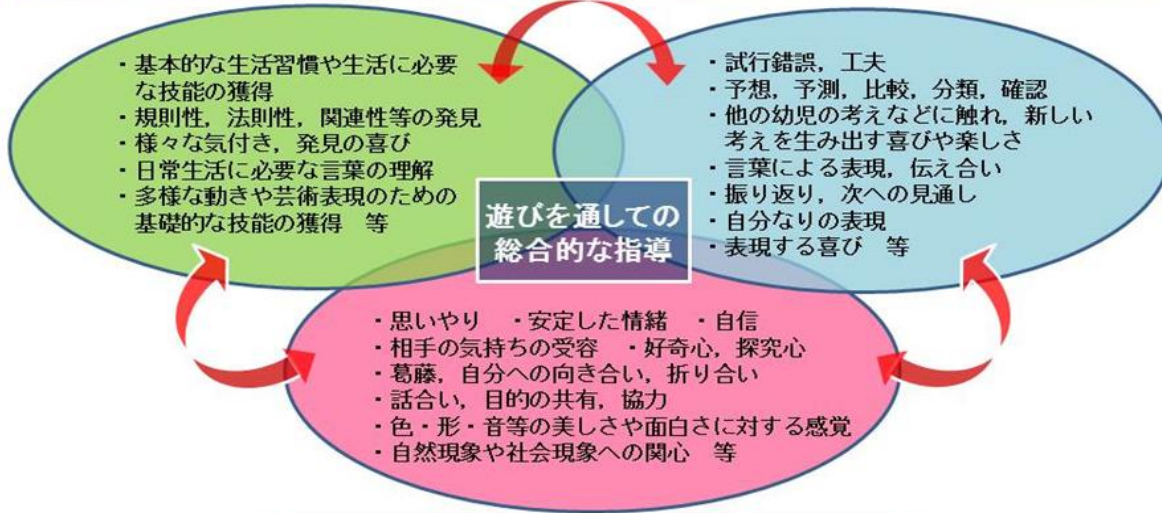 ・基本的な生活習慣や生活に必要
な技能の獲得
・規則性，法則性，関連性等の発見
・様々な気付き，発見の喜び
・日常生活に必要な言葉の理解
・多様な動きや芸術表現のための
基礎的な技能の獲得　等
・試行錯誤，工夫
・予想，予測，比較，分類，確認
・他の幼児の考えなどに触れ，新しい
考えを生み出す喜びや楽しさ
・言葉による表現，伝え合い
・振り返り，次への見通し
・自分なりの表現
・表現する喜び　等
遊びを通しての
総合的な指導
・思いやり　・安定した情緒　・自信
・相手の気持ちの受容　・好奇心，探究心
・葛藤，自分への向き合い，折り合い
・話合い，目的の共有，協力
・色・形・音等の美しさや面白さに対する感覚
・自然現象や社会現象への関心　等